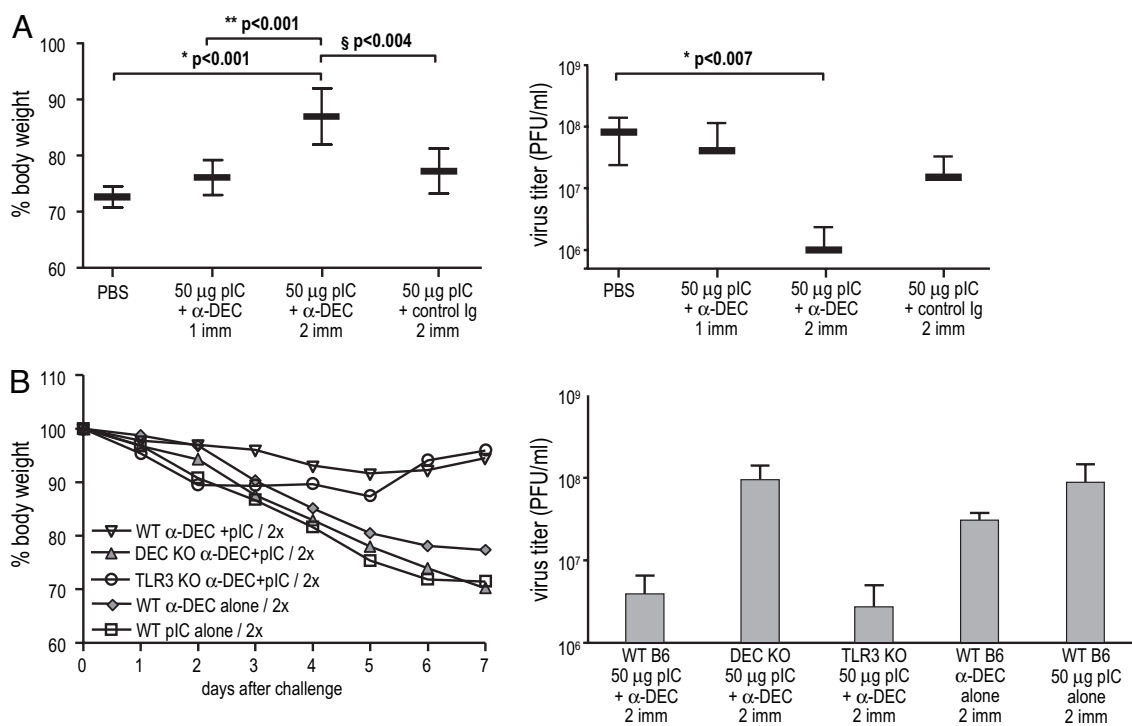 A
** p<0.001
* p<0.001
§ p<0.004
% body weight
100
90
80
70
60
PBS
50 µg pIC
+ α-DEC
1 imm
50 µg pIC
+ α-DEC
2 imm
50 µg pIC
+ control Ig
2 imm
* p<0.007
virus titer (PFU/ml)
10⁹
10⁸
10⁷
10⁶
PBS
50 µg pIC
+ α-DEC
1 imm
50 µg pIC
+ α-DEC
2 imm
50 µg pIC
+ control Ig
2 imm
B
% body weight
110
100
90
80
70
60
WT α-DEC +pIC / 2x
DEC KO α-DEC+pIC / 2x
TLR3 KO α-DEC+pIC / 2x
WT α-DEC alone / 2x
WT pIC alone / 2x
0 1 2 3 4 5 6 7
days after challenge
virus titer (PFU/ml)
10⁹
10⁸
10⁷
10⁶
WT B6
50 µg pIC
+ α-DEC
2 imm
DEC KO
50 µg pIC
+ α-DEC
2 imm
TLR3 KO
50 µg pIC
+ α-DEC
2 imm
WT B6
α-DEC
alone
2 imm
WT B6
50 µg pIC
alone
2 imm